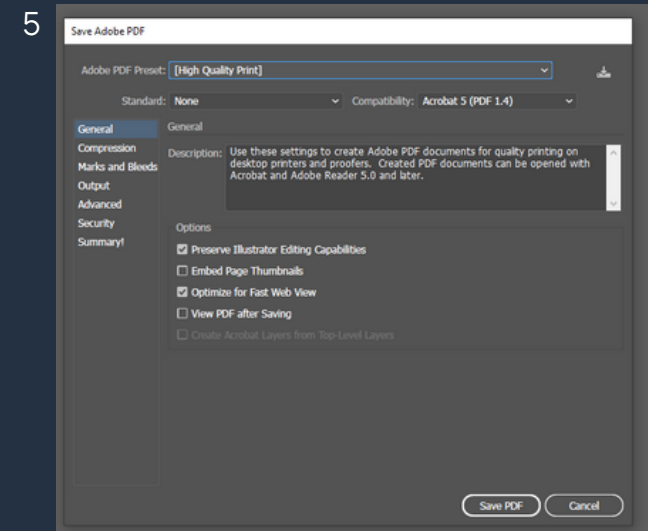 5
Save Adobe PDF
Adobe PDF Preset: [High Quality Print]
Standard: None Compatibility: Acrobat 5 (PDF 1.4)
General
Compression
Marks and Bleeds
Output
Advanced
Security
Summary!
General
Description: Use these settings to create Adobe PDF documents for quality printing on
desktop printers and proofers. Created PDF documents can be opened with
Acrobat and Adobe Reader 5.0 and later.
Options
Preserve Illustrator Editing Capabilities
Embed Page Thumbnails
Optimize for Fast Web View
View PDF after Saving
Create Acrobat Layers from Top-Level Layers
Save PDF Cancel